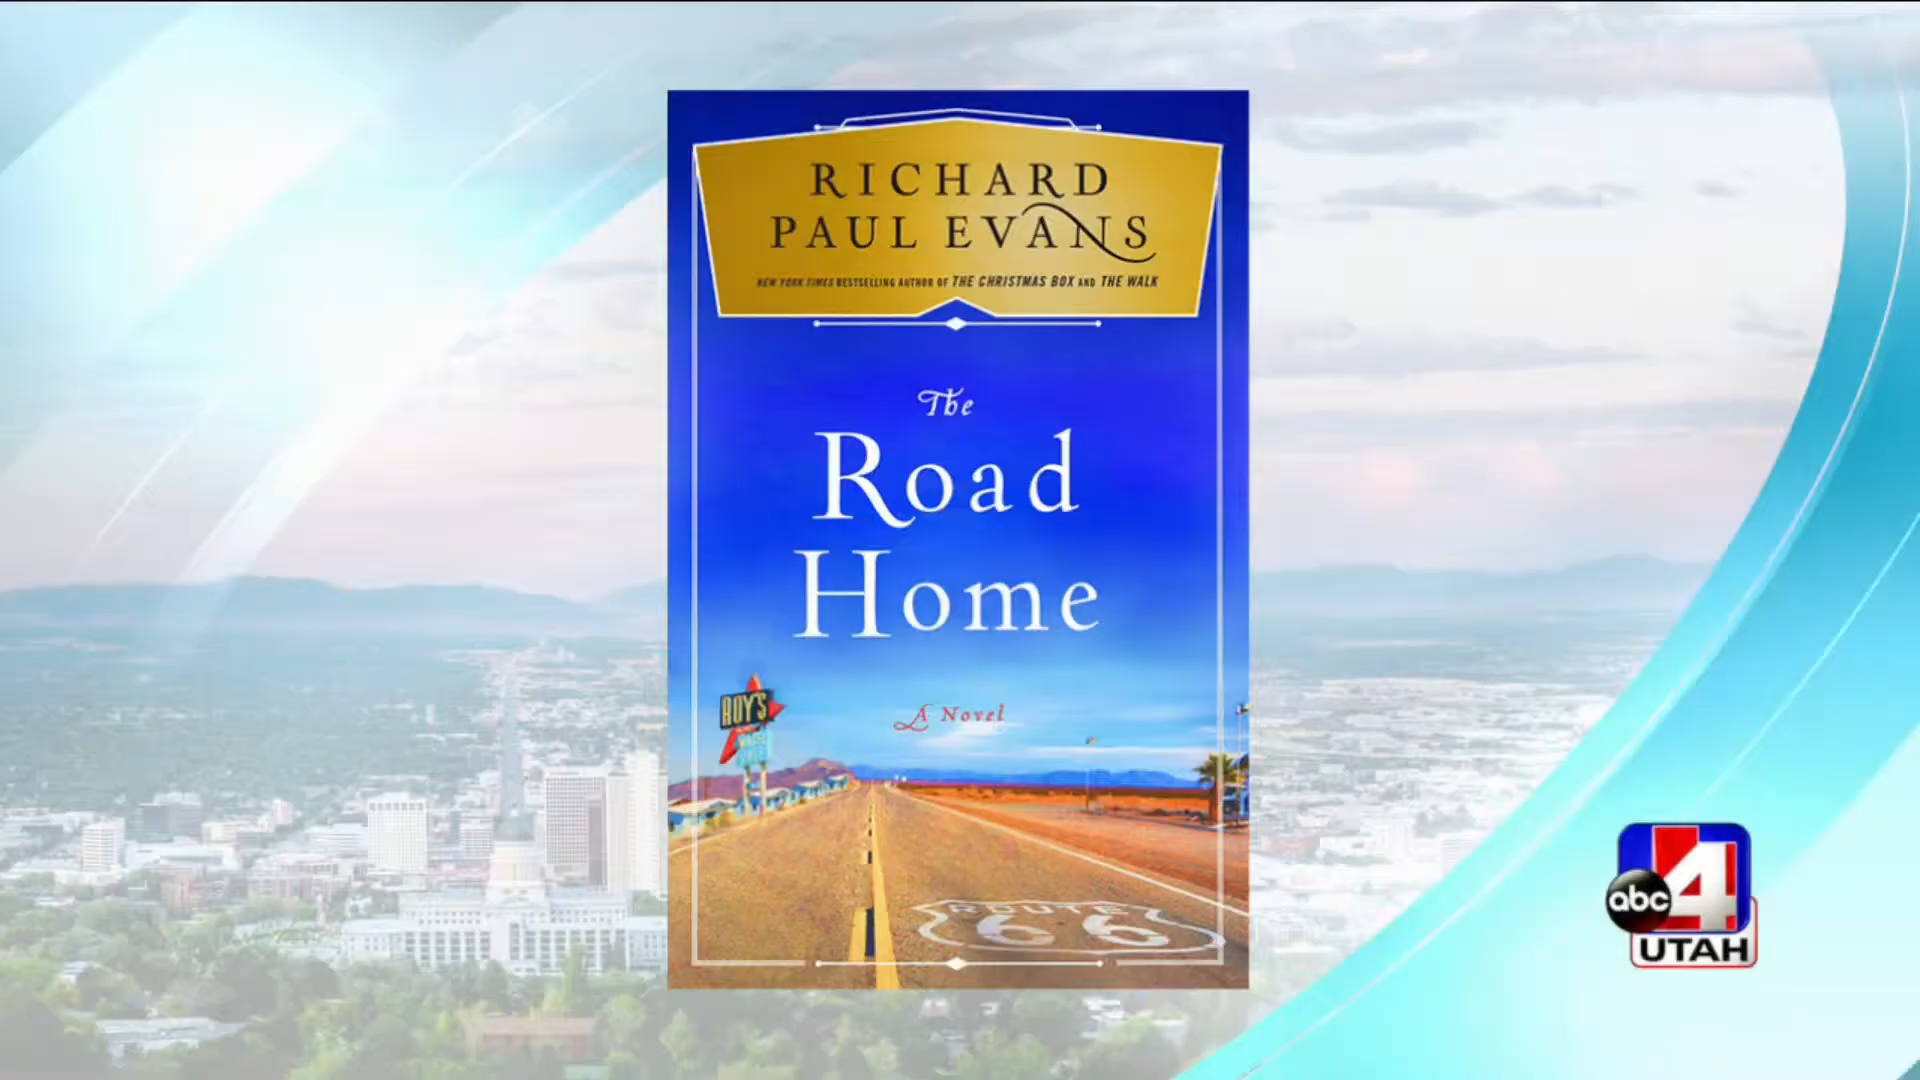 RICHARD
PAUL EVANS
NEW YORK TIMES BESTSELLING AUTHOR OF THE CHRISTMAS BOX AND THE WALK
The
Road
Home
A Novel
ROY'S
ROUTE
66
abc 4
UTAH